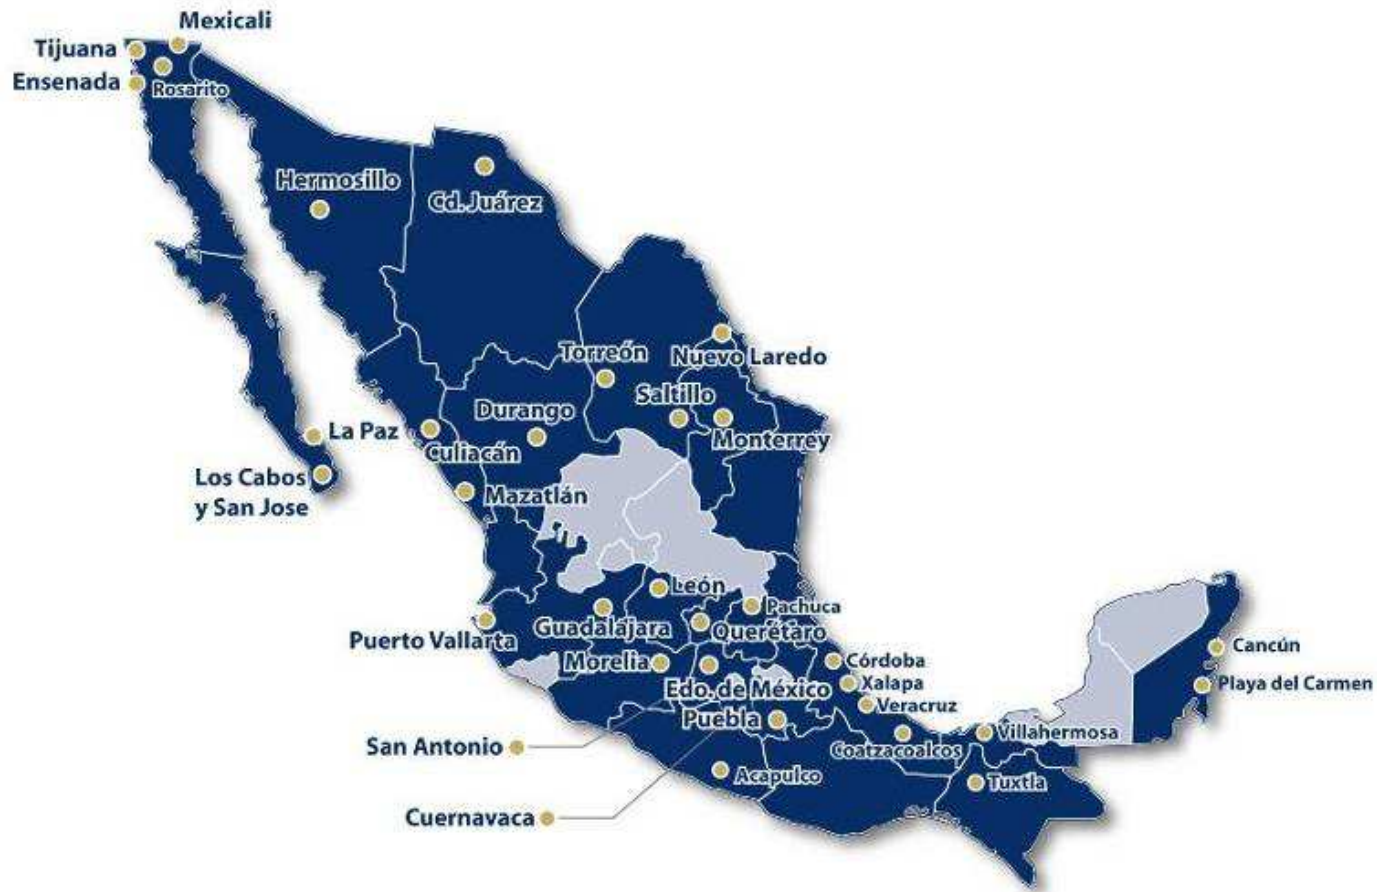 Mexicali
Tijuana
Ensenada
Rosarito
Hermosillo
Cd. Juárez
Torreón
Nuevo Laredo
Saltillo
Durango
Monterrey
La Paz
Culiacán
Los Cabos
y San Jose
Mazatlán
León
Pachuca
Puerto Vallarta
Guadalajara
Querétaro
Morelia
Córdoba
Cancún
Edo. de México
Xalapa
Playa del Carmen
Veracruz
Puebla
San Antonio
Coatzacoalcos
Villahermosa
Acapulco
Tuxtla
Cuernavaca